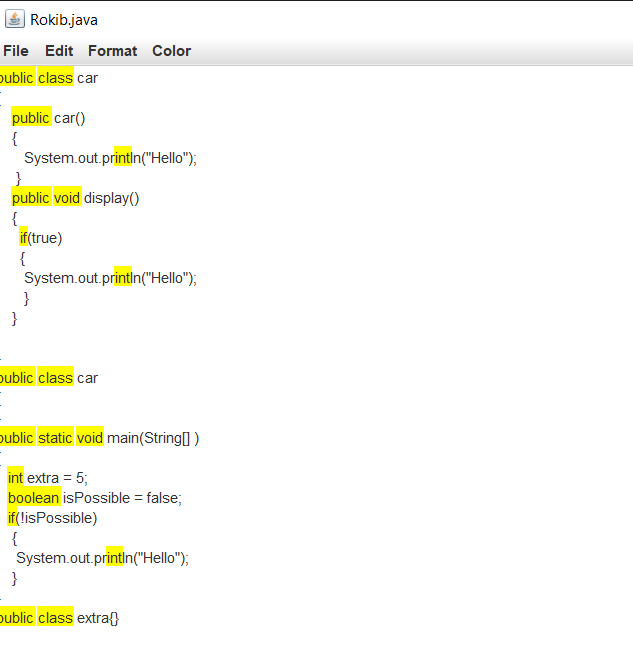 Rokib.java
File Edit Format Color
public class car
{
public car()
{
System.out.println("Hello");
}
public void display()
{
if(true)
{
System.out.println("Hello");
}
}
public class car
public static void main(String[] )
{
int extra = 5;
boolean isPossible = false;
if(!isPossible)
{
System.out.println("Hello");
}
public class extra{}